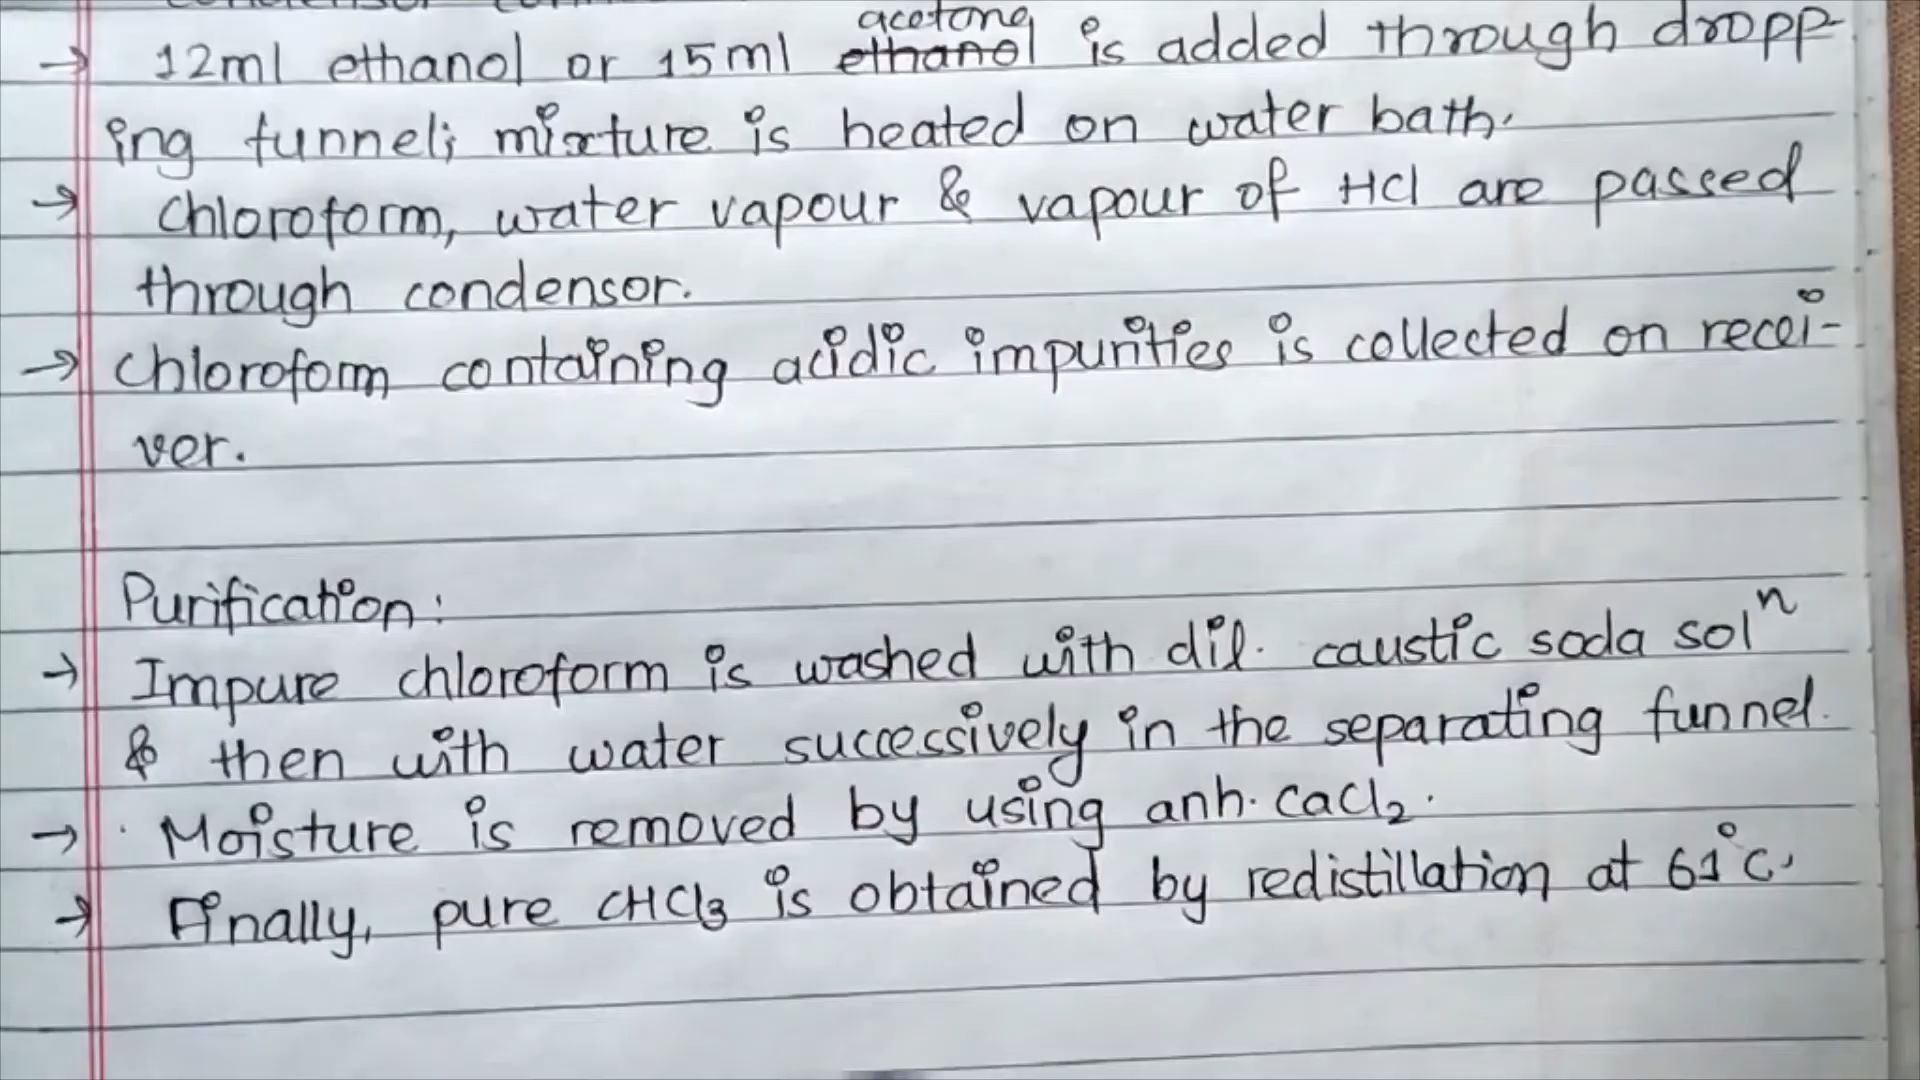 acetone
→ 12ml ethanol or 15ml ethanol is added through dropp-
ing funnel; mixture is heated on water bath.
→ Chloroform, water vapour & vapour of HCl are passed
through condensor.
→ Chloroform containing acidic impurities is collected on recei-
ver.
Purification:
→ Impure chloroform is washed with dil. caustic soda solⁿ
& then with water successively in the separating funnel.
→ Moisture is removed by using anh. CaCl₂.
→ Finally, pure CHCl₃ is obtained by redistillation at 61°C.